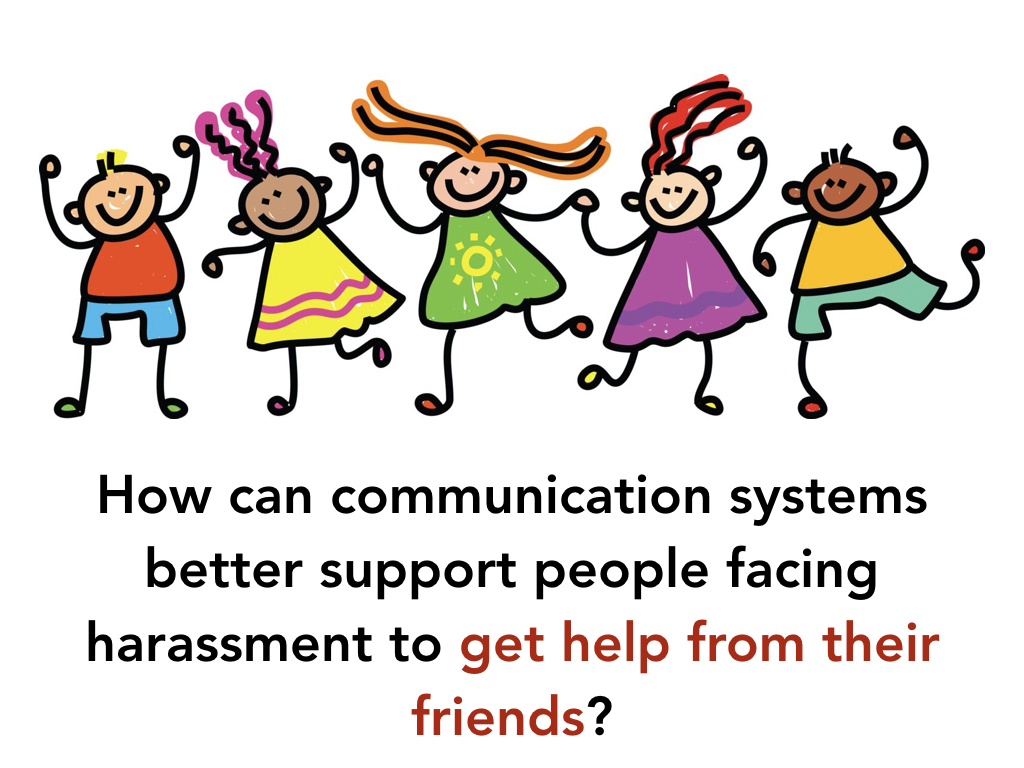 How can communication systems
better support people facing
harassment to get help from their
friends?